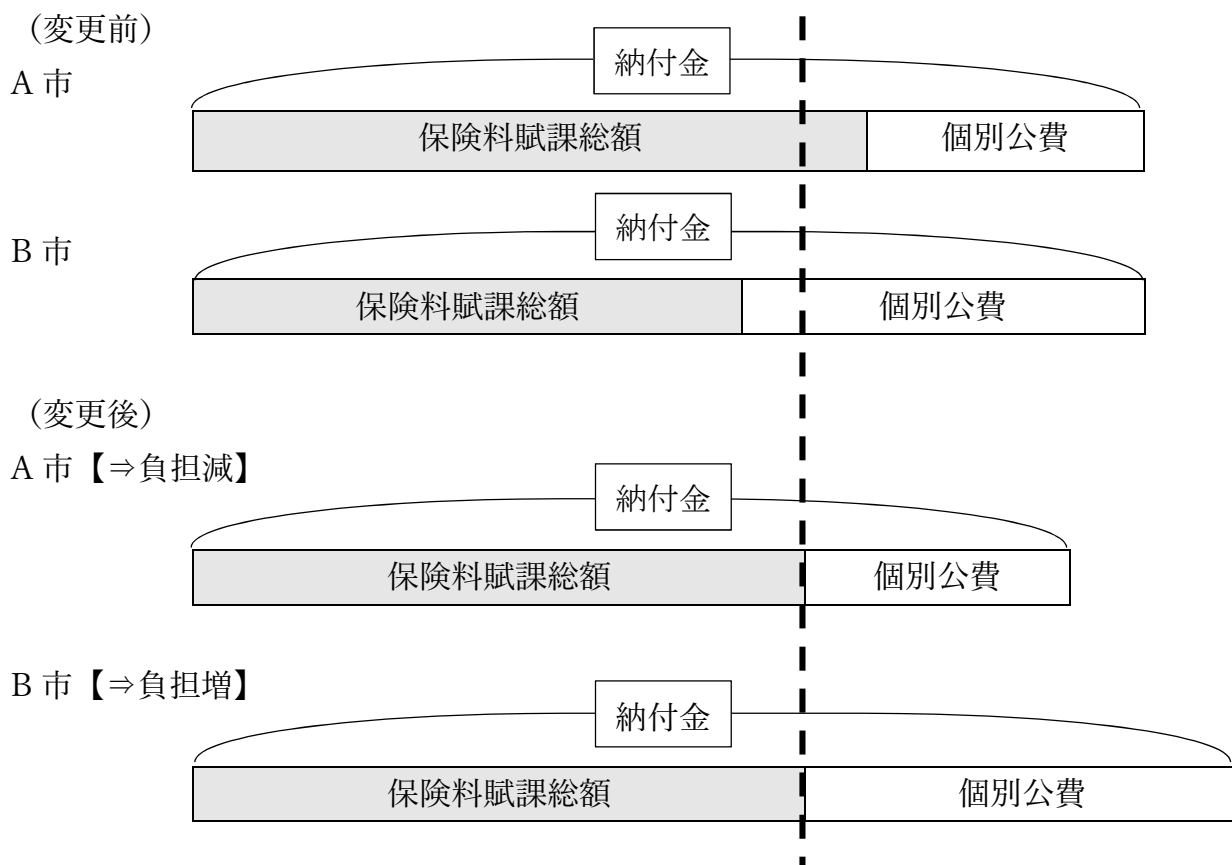 （変更前）
納付金
A 市
保険料賦課総額
個別公費
納付金
B 市
保険料賦課総額
個別公費
（変更後）
A 市【⇒負担減】
納付金
保険料賦課総額
個別公費
B 市【⇒負担増】
納付金
保険料賦課総額
個別公費